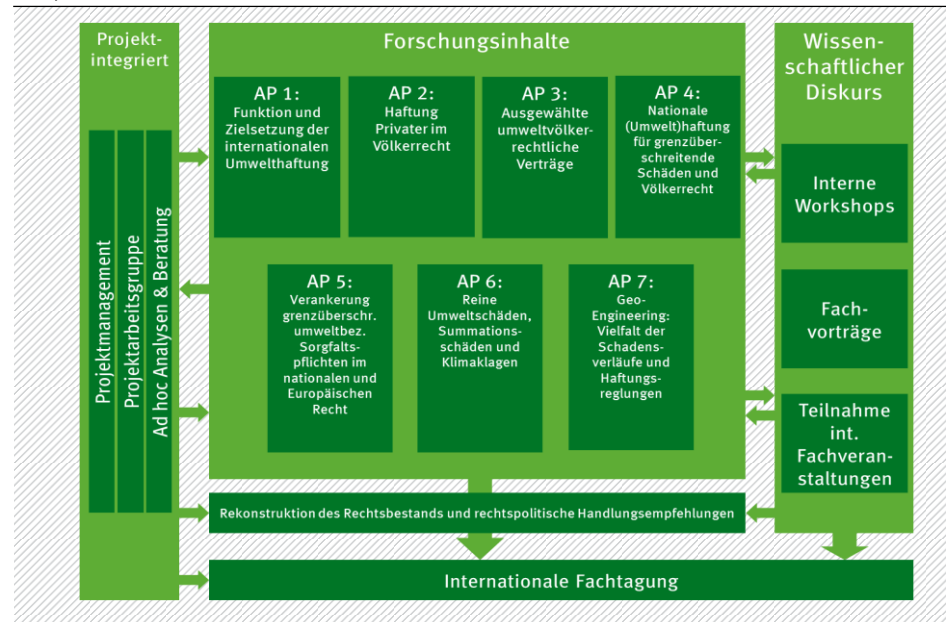 Projekt-
integriert
Projektmanagement
Projektarbeitsgruppe
Ad hoc Analysen & Beratung
Forschungsinhalte
AP 1:
Funktion und
Zielsetzung der
internationalen
Umwelthaftung
AP 2:
Haftung
Privater im
Völkerrecht
AP 3:
Ausgewählte
umweltvölker-
rechtliche
Verträge
AP 4:
Nationale
(Umwelt)haftung
für grenzüber-
schreitende
Schäden und
Völkerrecht
AP 5:
Verankerung
grenzüberschr.
umweltbez.
Sorgfalts-
pflichten im
nationalen und
Europäischen
Recht
AP 6:
Reine
Umweltschäden,
Summations-
schäden und
Klimaklagen
AP 7:
Geo-
Engineering:
Vielfalt der
Schadens-
verläufe und
Haftungs-
reglungen
Wissen-
schaftlicher
Diskurs
Interne
Workshops
Fach-
vorträge
Teilnahme
int.
Fachveran-
staltungen
Rekonstruktion des Rechtsbestands und rechtspolitische Handlungsempfehlungen
Internationale Fachtagung